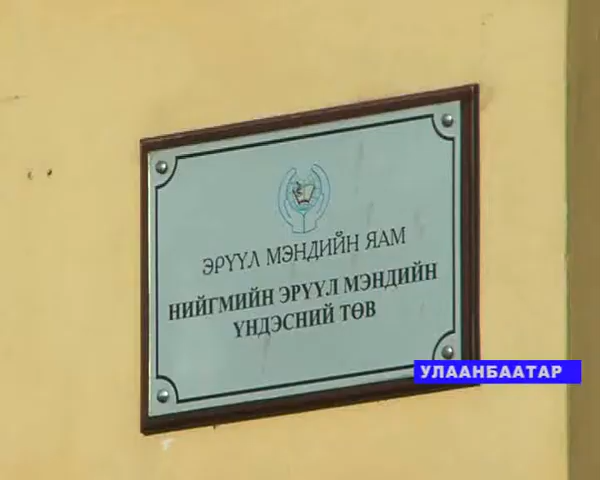 ЭРҮҮЛ МЭНДИЙН ЯАМ
НИЙГМИЙН ЭРҮҮЛ МЭНДИЙН
ҮНДЭСНИЙ ТӨВ
УЛААНБААТАР